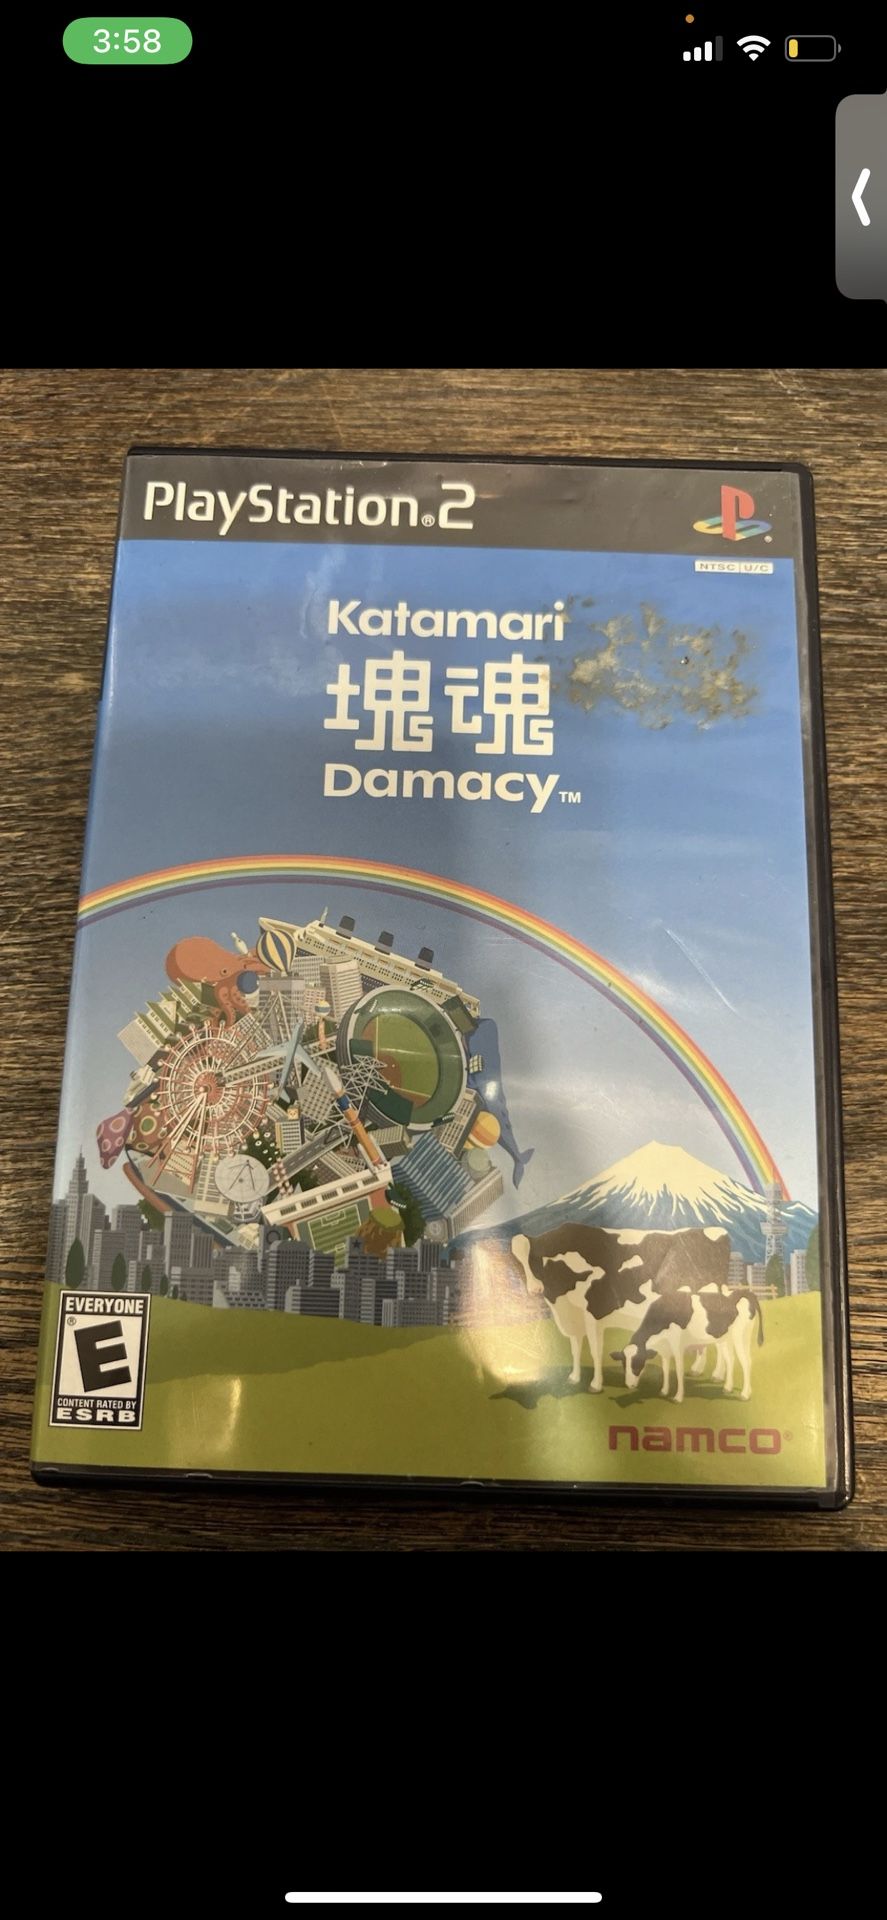 3:58
PlayStation®2
NTSC U/C
Katamari
塊魂
Damacy™
EVERYONE
E
CONTENT RATED BY
ESRB
namco®